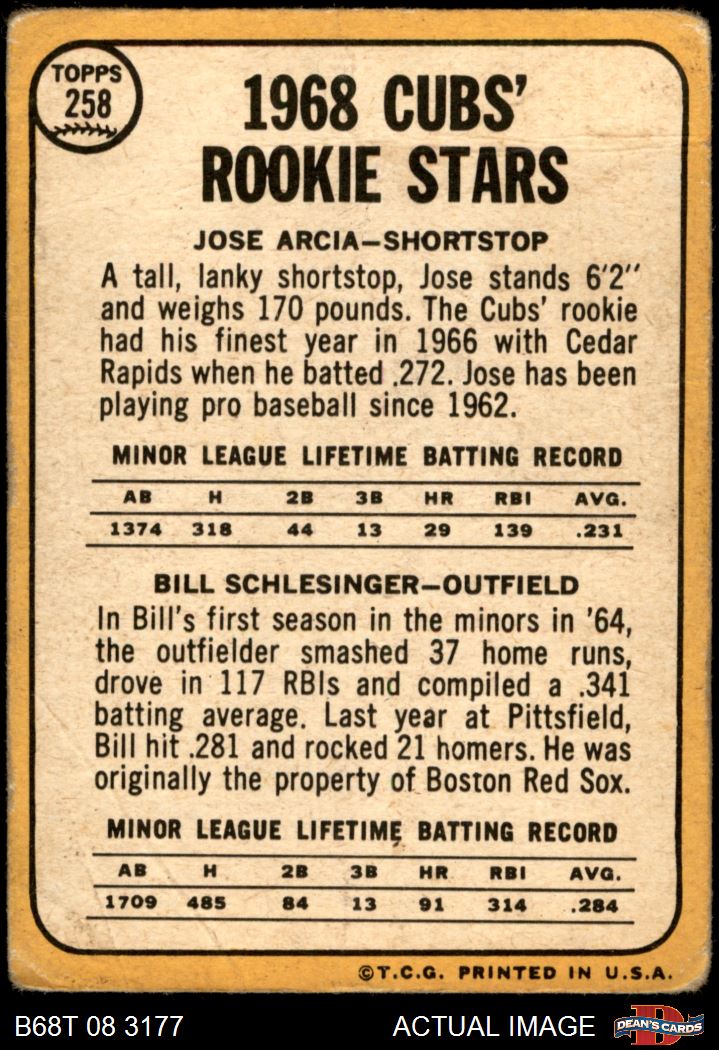 TOPPS
258
1968 CUBS'
ROOKIE STARS
JOSE ARCIA—SHORTSTOP
A tall, lanky shortstop, Jose stands 6'2"
and weighs 170 pounds. The Cubs' rookie
had his finest year in 1966 with Cedar
Rapids when he batted .272. Jose has been
playing pro baseball since 1962.
MINOR LEAGUE LIFETIME BATTING RECORD
AB H 2B 3B HR RBI AVG.
1374 318 44 13 29 139 .231
BILL SCHLESINGER—OUTFIELD
In Bill's first season in the minors in '64,
the outfielder smashed 37 home runs,
drove in 117 RBIs and compiled a .341
batting average. Last year at Pittsfield,
Bill hit .281 and rocked 21 homers. He was
originally the property of Boston Red Sox.
MINOR LEAGUE LIFETIME BATTING RECORD
AB H 2B 3B HR RBI AVG.
1709 485 84 13 91 314 .284
©T.C.G. PRINTED IN U.S.A.
B68T 08 3177 ACTUAL IMAGE D DEAN'S CARDS